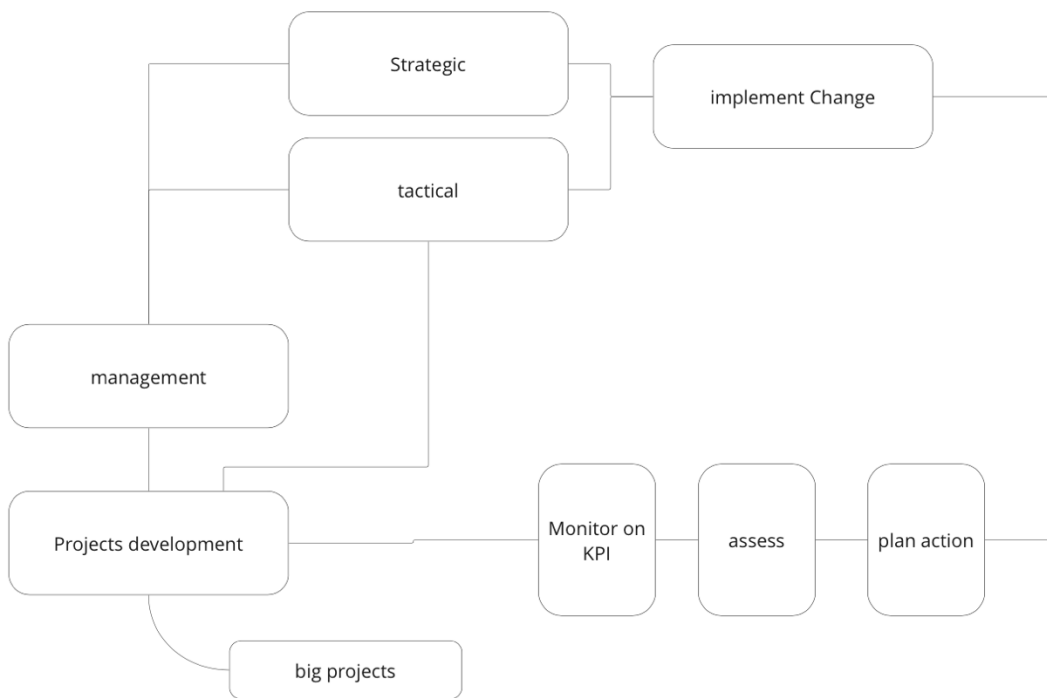 Strategic
implement Change
tactical
management
Projects development
Monitor on
KPI
assess
plan action
big projects